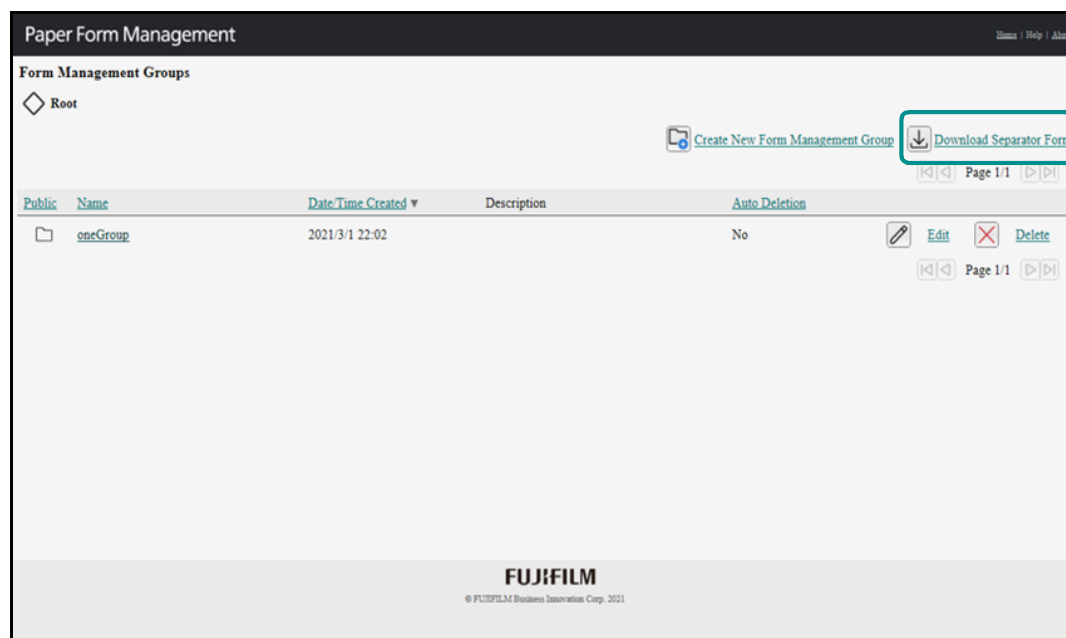 Paper Form Management
Home | Help | Abo
Form Management Groups
Root
Create New Form Management Group Download Separator Form
Page 1/1
Public Name Date/Time Created ▼ Description Auto Deletion
oneGroup 2021/3/1 22:02 No Edit Delete
Page 1/1
FUJIFILM
© FUJIFILM Business Innovation Corp. 2021